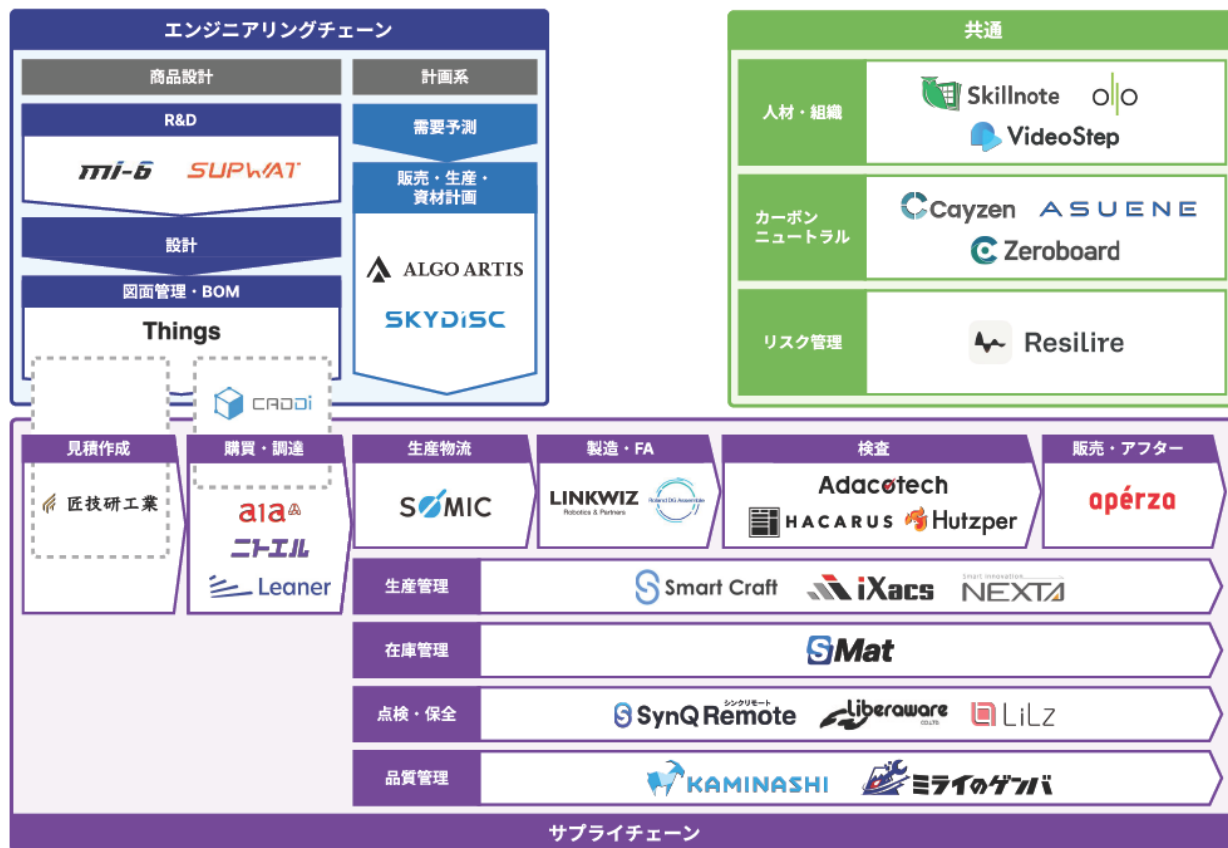 エンジニアリングチェーン
商品設計
計画系
R&D
mi-6
SUPWAT
設計
図面管理・BOM
Things
CADDi
需要予測
販売・生産・
資材計画
ALGO ARTIS
SKYDiSC
共通
人材・組織
Skillnote
ollo
VideoStep
カーボン
ニュートラル
Cayzen
ASUENE
Zeroboard
リスク管理
Resilire
見積作成
匠技研工業
購買・調達
a1a
ニトエル
Leaner
生産物流
SOMIC
製造・FA
LINKWIZ
Robotics & Partners
Roland DG Assemble
検査
Adacotech
HACARUS
Hutzper
販売・アフター
apérza
生産管理
Smart Craft
iXacs
Smart Innovation
NEXTA
在庫管理
SMat
点検・保全
シンクリモート
SynQ Remote
Liberaware
CO.LTD.
LiLz
品質管理
KAMINASHI
ミライのゲンバ
サプライチェーン